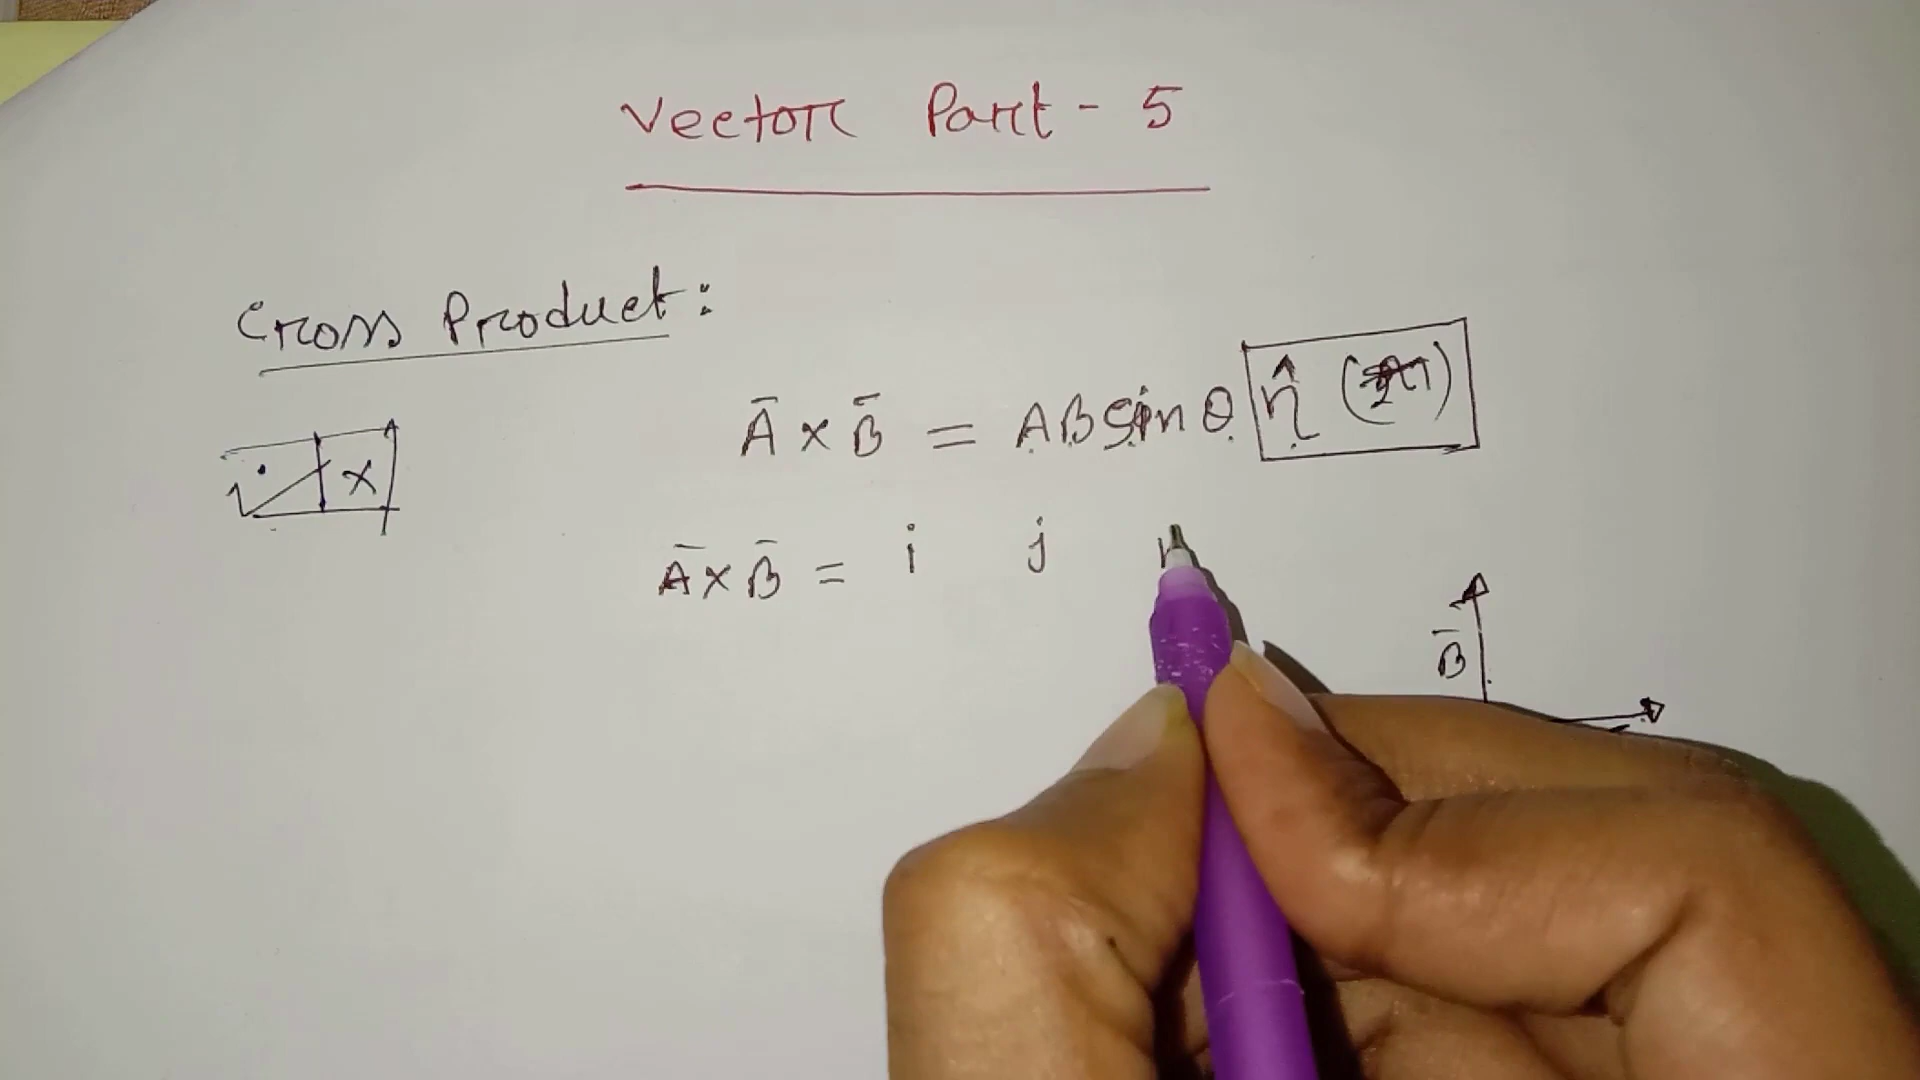 Vector Part - 5
Cross Product:
A̅ × B̅ = AB sin θ n̂
X
A̅ × B̅ = i j
B̅